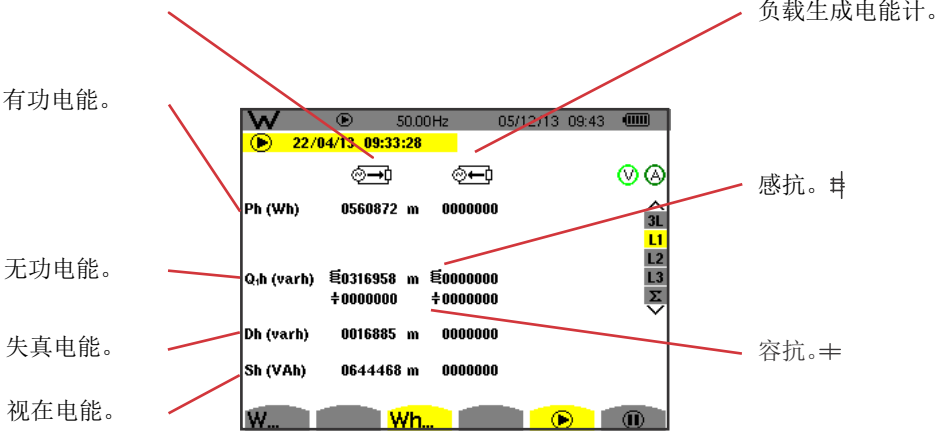 负载生成电能计。
有功电能。
W 50.00Hz 05/12/13 09:43
22/04/13 09:33:28
V A
感抗。
Ph (Wh) 0560872 m 0000000
3L
L1
L2
无功电能。
Q₁h (varh) 0316958 m 0000000
L3
0000000 0000000
Σ
失真电能。
Dh (varh) 0016885 m 0000000
容抗。
Sh (VAh) 0644468 m 0000000
视在电能。
W... Wh...